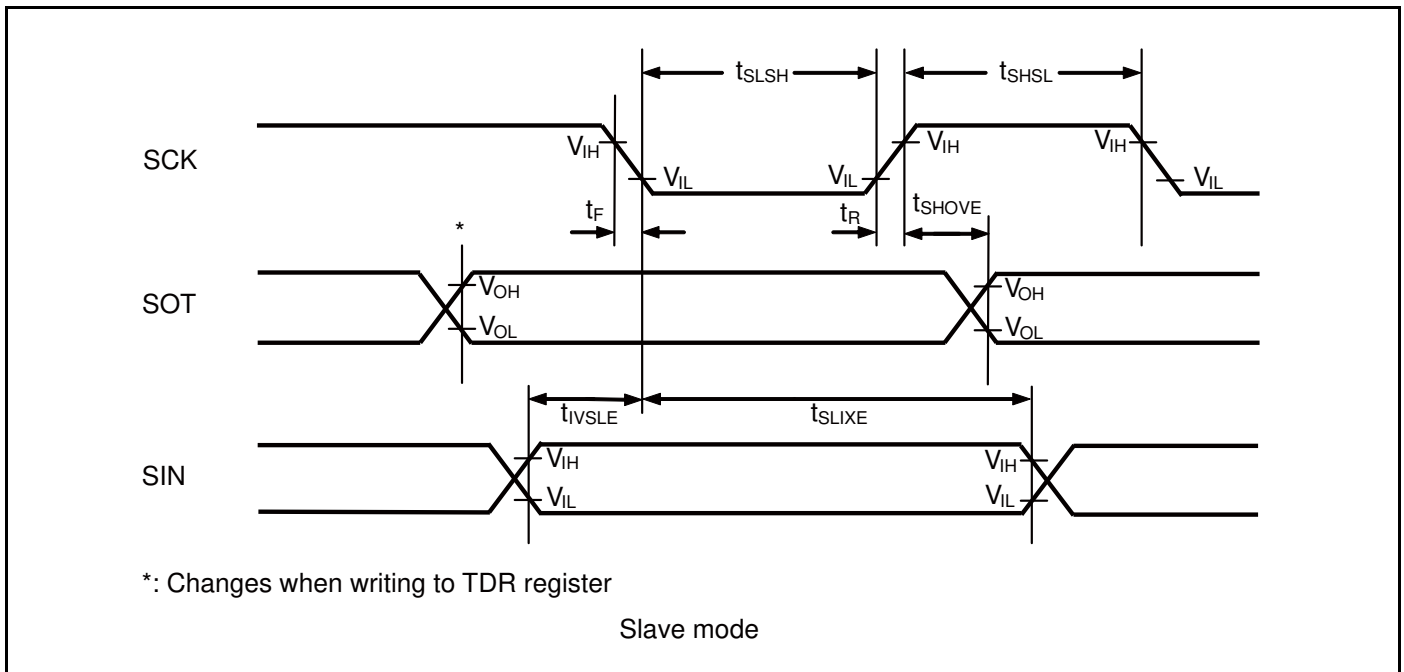 tSLSH tSHSL
SCK VIH VIL VIL VIH VIH VIL
tF tR tSHOVE
*
SOT VOH VOL VOH VOL
tIVSLE tSLIXE
SIN VIH VIL VIH VIL
*: Changes when writing to TDR register
Slave mode